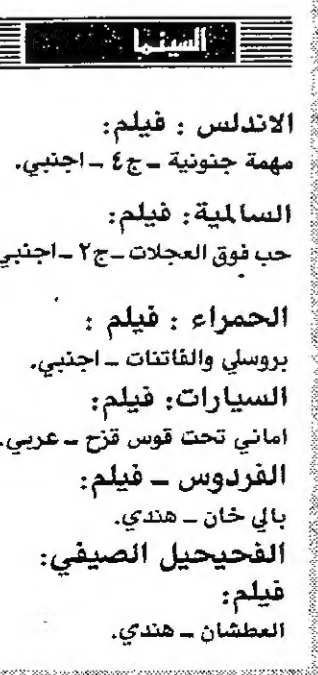 السينما
الاندلس : فيلم:
مهمة جنونية ـ ج٤ ـ اجنبي.
السالمية: فيلم:
حب فوق العجلات ـ ج٢ ـ اجنبي
الحمراء : فيلم :
بروسلي والفاتنات ـ اجنبي.
السيارات: فيلم:
اماني تحت قوس قزح ـ عربي.
الفردوس ـ فيلم:
بالي خان ـ هندي.
الفحيحيل الصيفي:
فيلم:
العطشان ـ هندي.